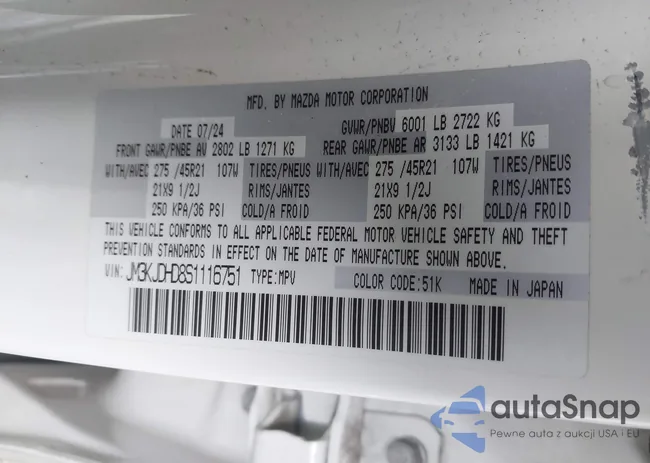 MFD. BY MAZDA MOTOR CORPORATION
DATE 07/24 GVWR/PNBV 6001 LB 2722 KG
FRONT GAWR/PNBE AV 2802 LB 1271 KG REAR GAWR/PNBE AR 3133 LB 1421 KG
WITH/AVEC 275 /45R21 107W TIRES/PNEUS WITH/AVEC 275 /45R21 107W TIRES/PNEUS
21X9 1/2J RIMS/JANTES 21X9 1/2J RIMS/JANTES
250 KPA/36 PSI COLD/A FROID 250 KPA/36 PSI COLD/A FROID
THIS VEHICLE CONFORMS TO ALL APPLICABLE FEDERAL MOTOR VEHICLE SAFETY AND THEFT
PREVENTION STANDARDS IN EFFECT ON THE DATE OF MANUFACTURE SHOWN ABOVE.
VIN: JM3KJDHD8S1116751 TYPE:MPV COLOR CODE:51K MADE IN JAPAN
autaSnap
Pewne auta z aukcji USA i EU